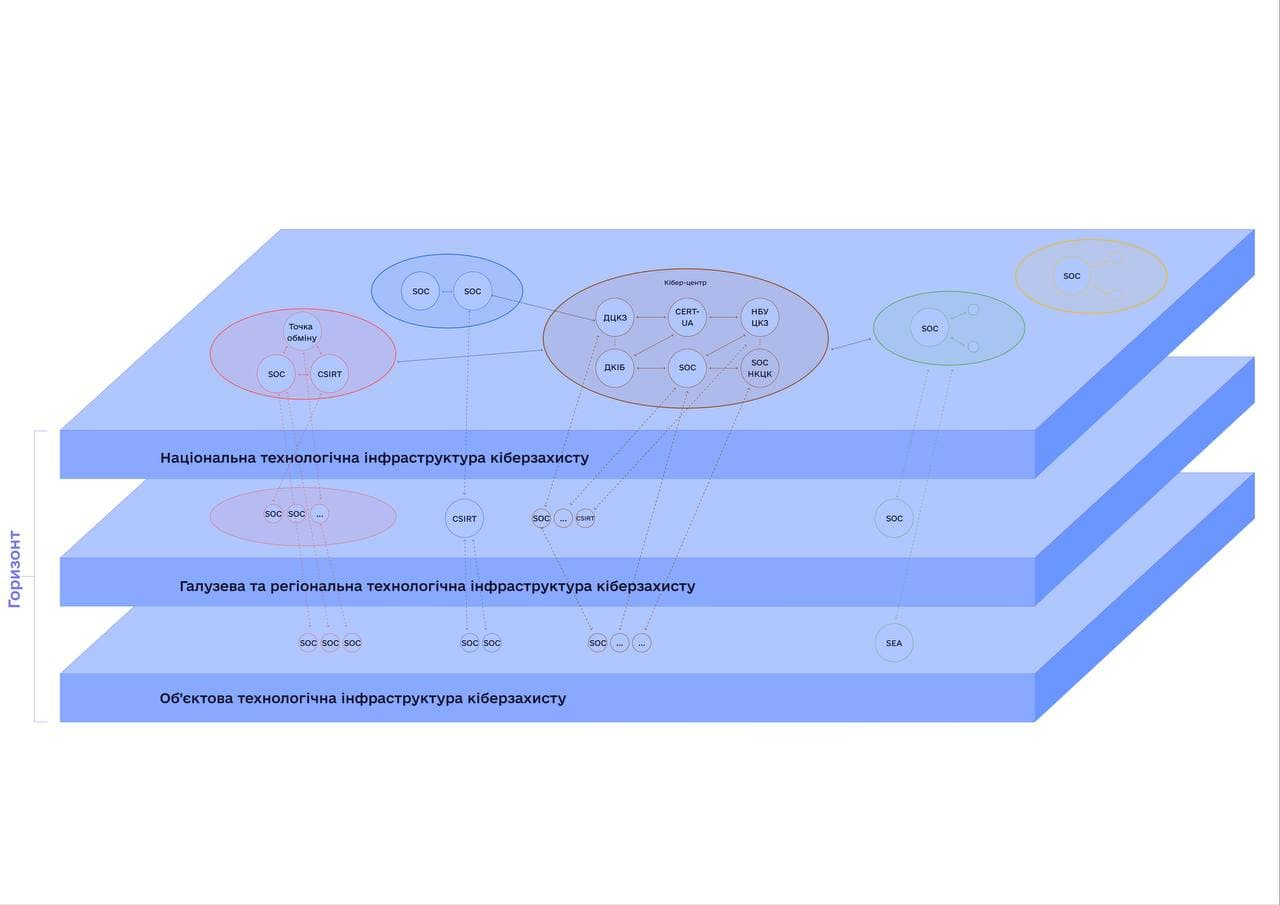 SOC
Кібер-центр
SOC SOC
ДЦКЗ
CERT-
UA
НБУ
ЦКЗ
Точка
обміну
SOC
SOC
CSIRT
ДКІБ
SOC
SOC
НКЦК
Національна технологічна інфраструктура кіберзахисту
SOC SOC ...
CSIRT
SOC ... CSIRT
SOC
Галузева та регіональна технологічна інфраструктура кіберзахисту
SOC SOC SOC
SOC SOC
SOC ... ...
SEA
Об'єктова технологічна інфраструктура кіберзахисту
Горизонт